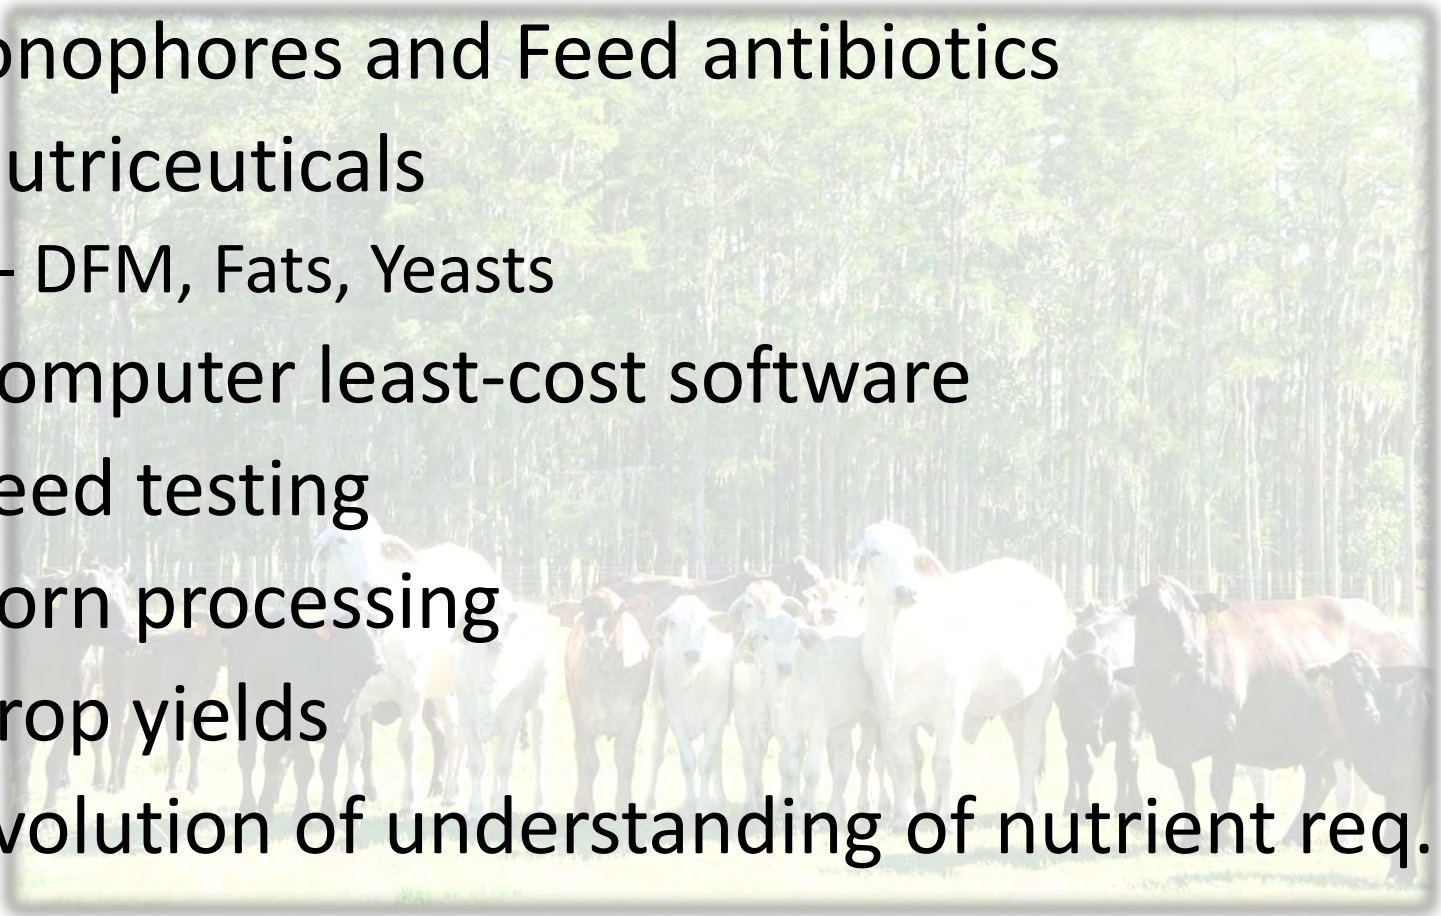 onophores and Feed antibiotics
utriceuticals
- DFM, Fats, Yeasts
omputer least-cost software
eed testing
orn processing
rop yields
volution of understanding of nutrient req.